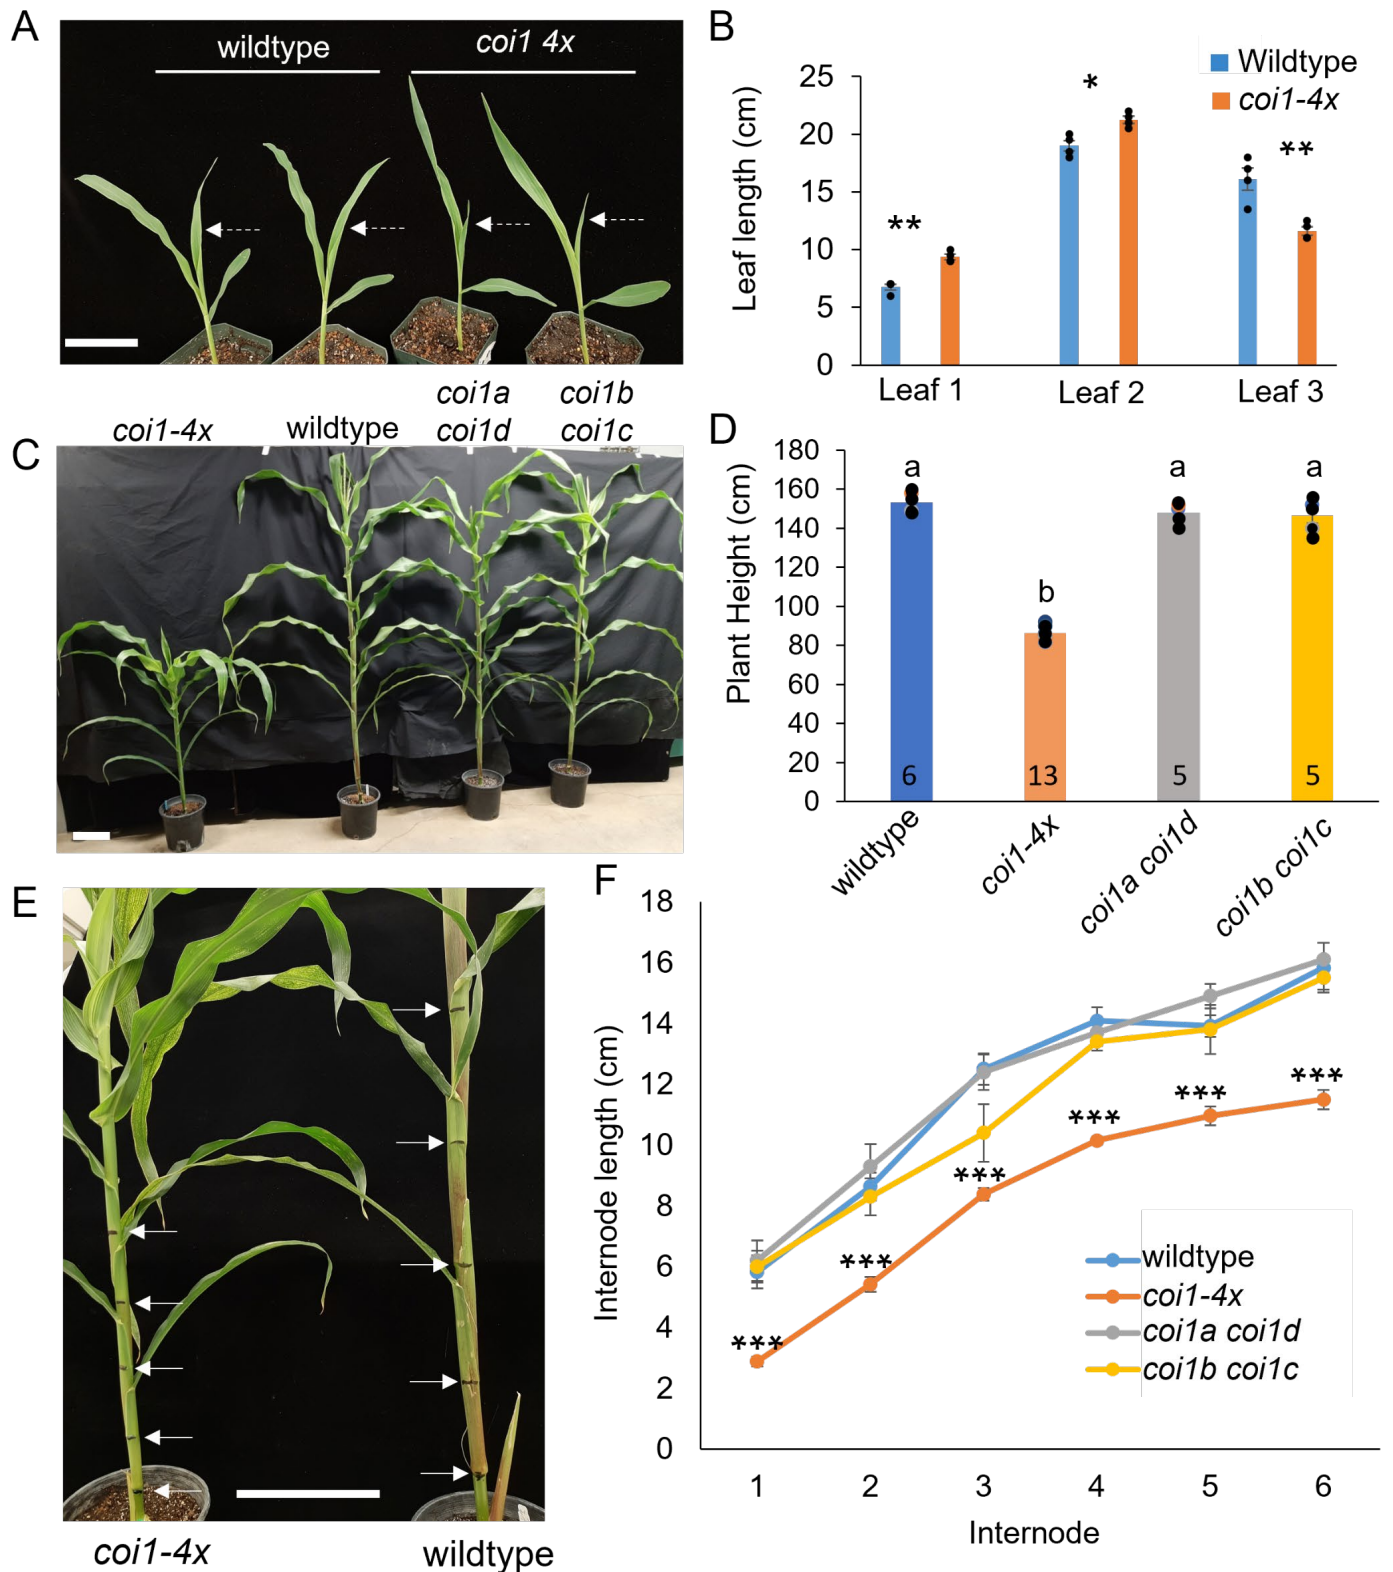 A
wildtype
coi1 4x
B
Wildtype
coi1-4x
Leaf length (cm)
25
20
15
10
5
0
**
*
**
Leaf 1
Leaf 2
Leaf 3
C
coi1-4x
wildtype
coi1a
coi1d
coi1b
coi1c
D
Plant Height (cm)
180
160
140
120
100
80
60
40
20
0
a
b
a
a
6
13
5
5
wildtype
coi1-4x
coi1a coi1d
coi1b coi1c
E
coi1-4x
wildtype
F
Internode length (cm)
18
16
14
12
10
8
6
4
2
0
***
***
***
***
***
***
wildtype
coi1-4x
coi1a coi1d
coi1b coi1c
1
2
3
4
5
6
Internode